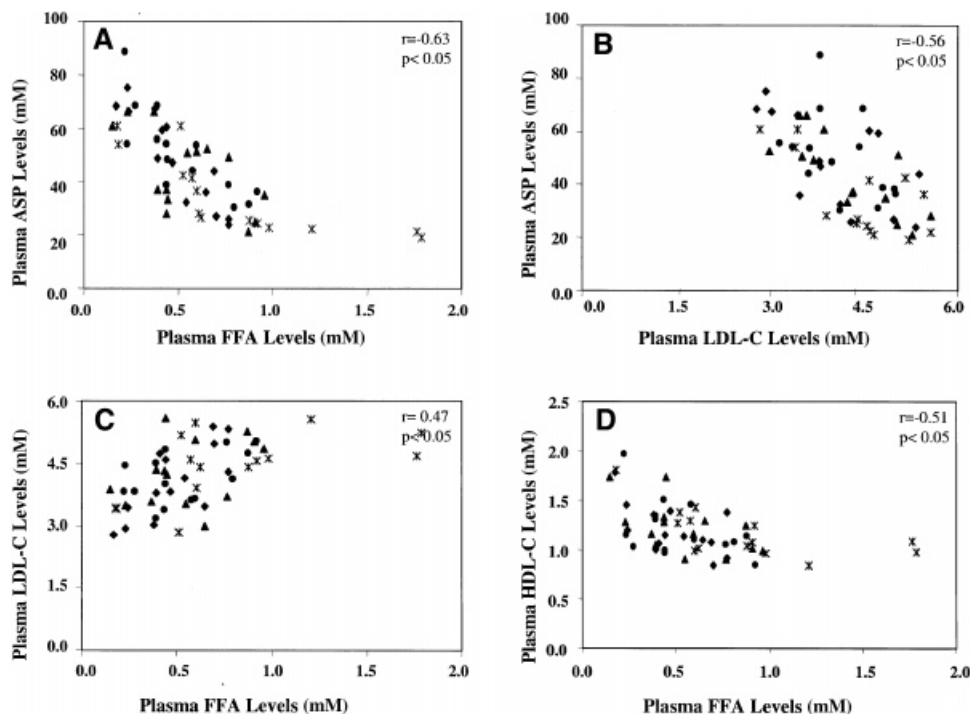 A
r=-0.63
p< 0.05
Plasma ASP Levels (mM)
100
80
60
40
20
0.0
0.0 0.5 1.0 1.5 2.0
Plasma FFA Levels (mM)
B
r=-0.56
p< 0.05
Plasma ASP Levels (mM)
100
80
60
40
20
0.0
0.0 1.5 3.0 4.5 6.0
Plasma LDL-C Levels (mM)
C
r= 0.47
p< 0.05
Plasma LDL-C Levels (mM)
6.0
4.5
3.0
1.5
0.0
0.0 0.5 1.0 1.5 2.0
Plasma FFA Levels (mM)
D
r=-0.51
p< 0.05
Plasma HDL-C Levels (mM)
2.5
2.0
1.5
1.0
0.5
0.0
0.0 0.5 1.0 1.5 2.0
Plasma FFA Levels (mM)